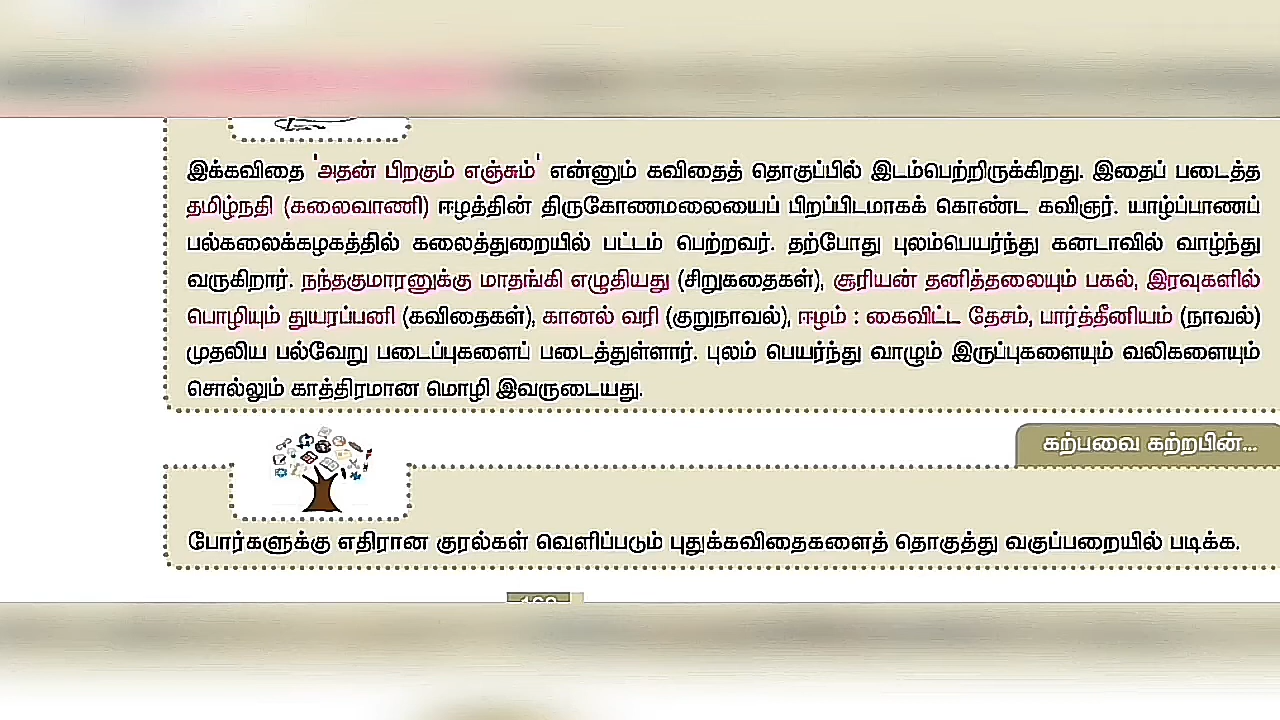 இக்கவிதை 'அதன் பிறகும் எஞ்சும்' என்னும் கவிதைத் தொகுப்பில் இடம்பெற்றிருக்கிறது. இதைப் படைத்த
தமிழ்நதி (கலைவாணி) ஈழத்தின் திருகோணமலையைப் பிறப்பிடமாகக் கொண்ட கவிஞர். யாழ்ப்பாணப்
பல்கலைக்கழகத்தில் கலைத்துறையில் பட்டம் பெற்றவர். தற்போது புலம்பெயர்ந்து கனடாவில் வாழ்ந்து
வருகிறார். நந்தகுமாரனுக்கு மாதங்கி எழுதியது (சிறுகதைகள்), சூரியன் தனித்தலையும் பகல், இரவுகளில்
பொழியும் துயரப்பனி (கவிதைகள்), கானல் வரி (குறுநாவல்), ஈழம் : கைவிட்ட தேசம், பார்த்தீனியம் (நாவல்)
முதலிய பல்வேறு படைப்புகளைப் படைத்துள்ளார். புலம் பெயர்ந்து வாழும் இருப்புகளையும் வலிகளையும்
சொல்லும் காத்திரமான மொழி இவருடையது.
கற்பவை கற்றபின்...
போர்களுக்கு எதிரான குரல்கள் வெளிப்படும் புதுக்கவிதைகளைத் தொகுத்து வகுப்பறையில் படிக்க.